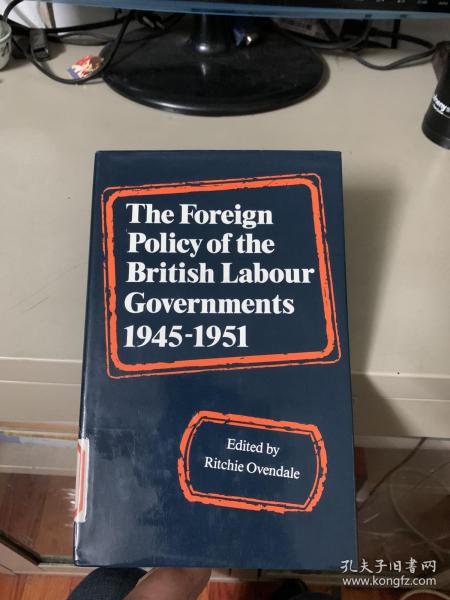 The Foreign
Policy of the
British Labour
Governments
1945-1951
Edited by
Ritchie Ovendale
孔夫子旧书网
www.kongfz.com